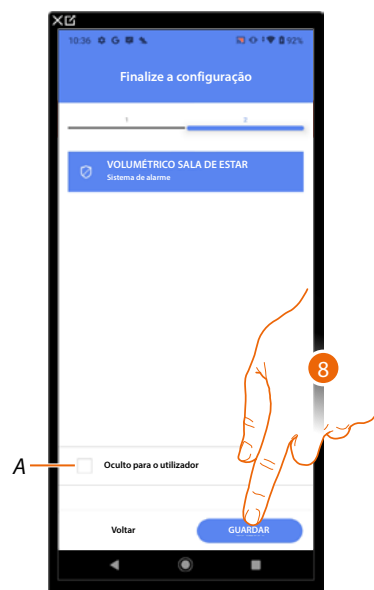 10:36 92%
Finalize a configuração
1 2
VOLUMÉTRICO SALA DE ESTAR
Sistema de alarme
8
A
Oculto para o utilizador
Voltar GUARDAR